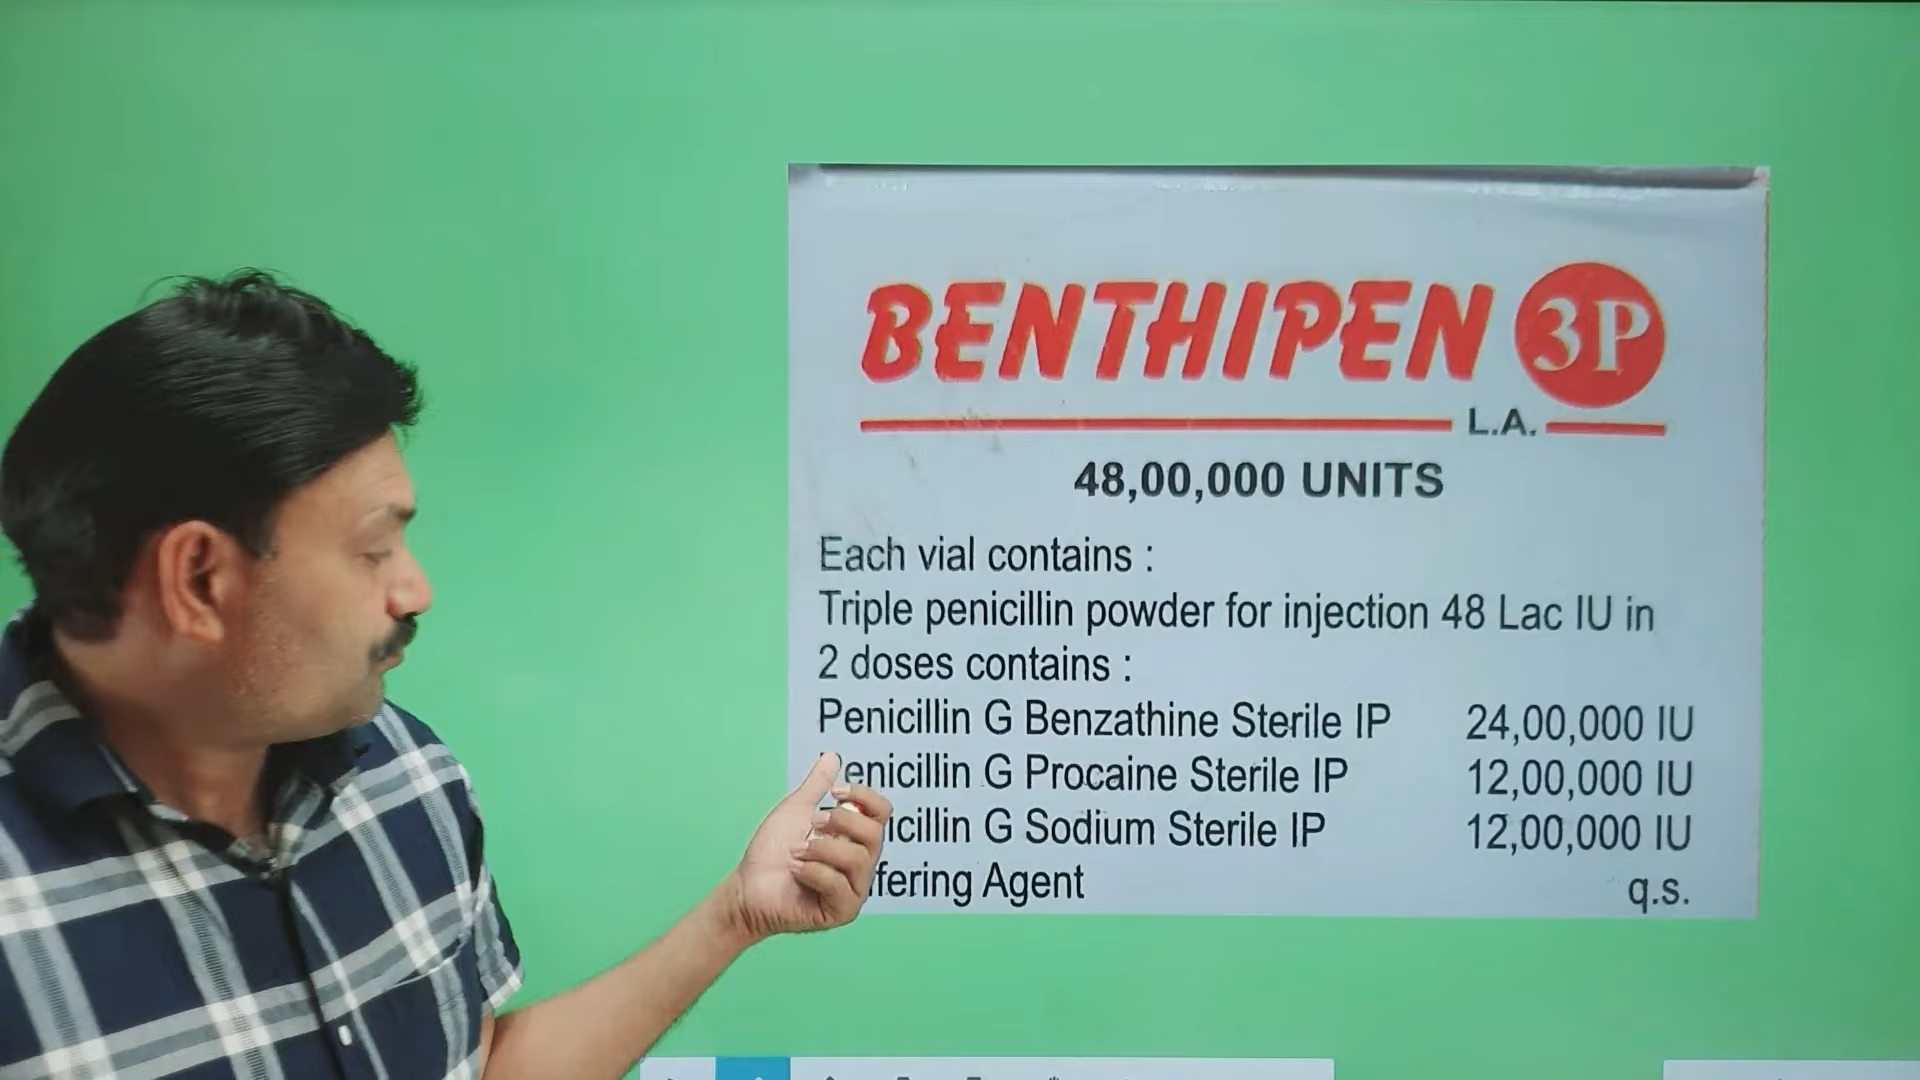 BENTHIPEN 3P
L.A.
48,00,000 UNITS
Each vial contains :
Triple penicillin powder for injection 48 Lac IU in
2 doses contains :
Penicillin G Benzathine Sterile IP 24,00,000 IU
Penicillin G Procaine Sterile IP 12,00,000 IU
G Sodium Sterile IP 12,00,000 IU
Agent q.s.